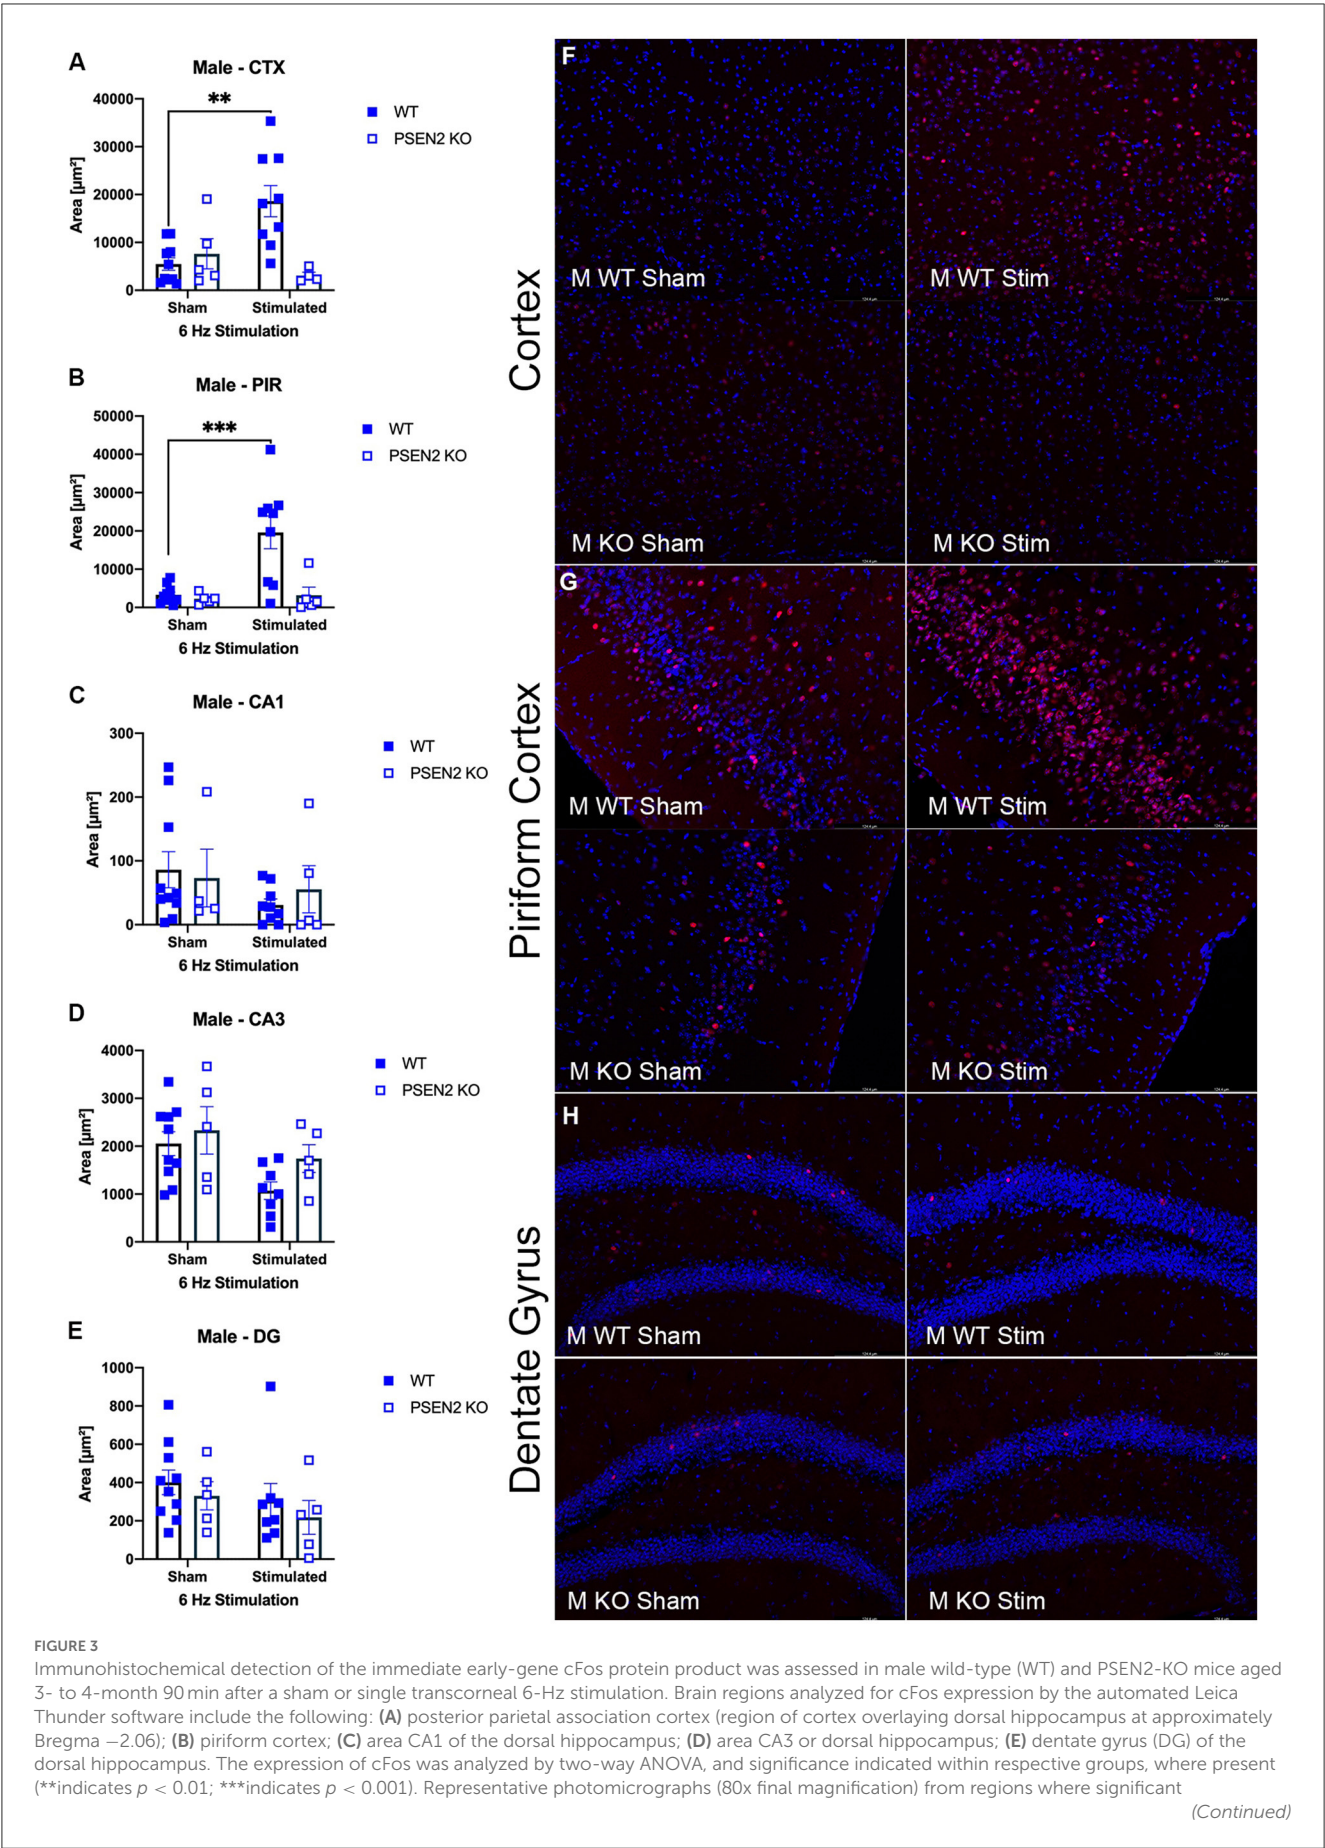 A
Male - CTX
40000
30000
20000
10000
0
Area [µm²]
**
WT
PSEN2 KO
Sham
Stimulated
6 Hz Stimulation
B
Male - PIR
50000
40000
30000
20000
10000
0
Area [µm²]
***
WT
PSEN2 KO
Sham
Stimulated
6 Hz Stimulation
C
Male - CA1
300
200
100
0
Area [µm²]
WT
PSEN2 KO
Sham
Stimulated
6 Hz Stimulation
D
Male - CA3
4000
3000
2000
1000
0
Area [µm²]
WT
PSEN2 KO
Sham
Stimulated
6 Hz Stimulation
E
Male - DG
1000
800
600
400
200
0
Area [µm²]
WT
PSEN2 KO
Sham
Stimulated
6 Hz Stimulation
Cortex
F
M WT Sham
M WT Stim
M KO Sham
M KO Stim
Piriform Cortex
G
M WT Sham
M WT Stim
M KO Sham
M KO Stim
Dentate Gyrus
H
M WT Sham
M WT Stim
M KO Sham
M KO Stim
FIGURE 3
Immunohistochemical detection of the immediate early-gene cFos protein product was assessed in male wild-type (WT) and PSEN2-KO mice aged
3- to 4-month 90 min after a sham or single transcorneal 6-Hz stimulation. Brain regions analyzed for cFos expression by the automated Leica
Thunder software include the following: (A) posterior parietal association cortex (region of cortex overlaying dorsal hippocampus at approximately
Bregma −2.06); (B) piriform cortex; (C) area CA1 of the dorsal hippocampus; (D) area CA3 or dorsal hippocampus; (E) dentate gyrus (DG) of the
dorsal hippocampus. The expression of cFos was analyzed by two-way ANOVA, and significance indicated within respective groups, where present
(**indicates p < 0.01; ***indicates p < 0.001). Representative photomicrographs (80x final magnification) from regions where significant
(Continued)